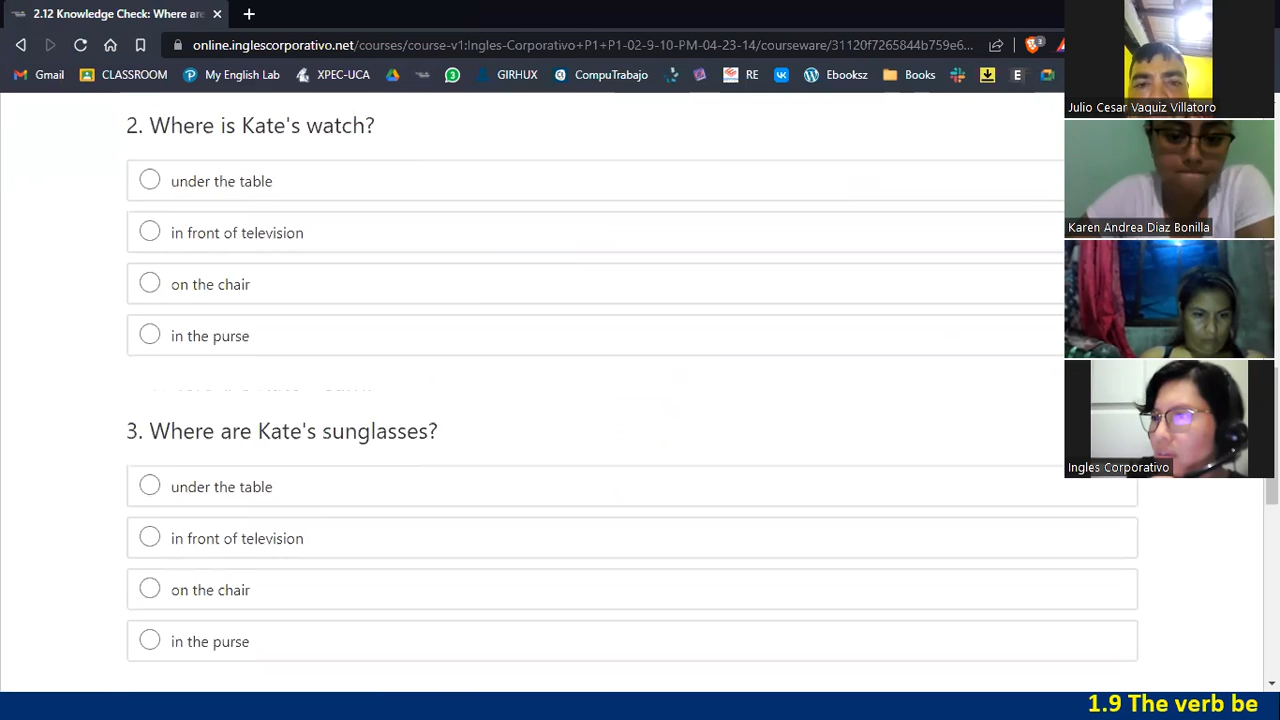 2.12 Knowledge Check: Where are
online.inglescorporativo.net/courses/course-v1:Ingles_Corporativo+P1+P1-02-9-10-PM-04-23-14/courseware/31120f7265844b759e6...
Gmail CLASSROOM My English Lab XPEC-UCA GitHUX CompuTrabajo RE Ebooksz Books
2. Where is Kate's watch?
under the table
in front of television
on the chair
in the purse
3. Where are Kate's sunglasses?
under the table
in front of television
on the chair
in the purse
Julio Cesar Vaquiz Villatoro
Karen Andrea Diaz Bonilla
Ingles Corporativo
1.9 The verb be